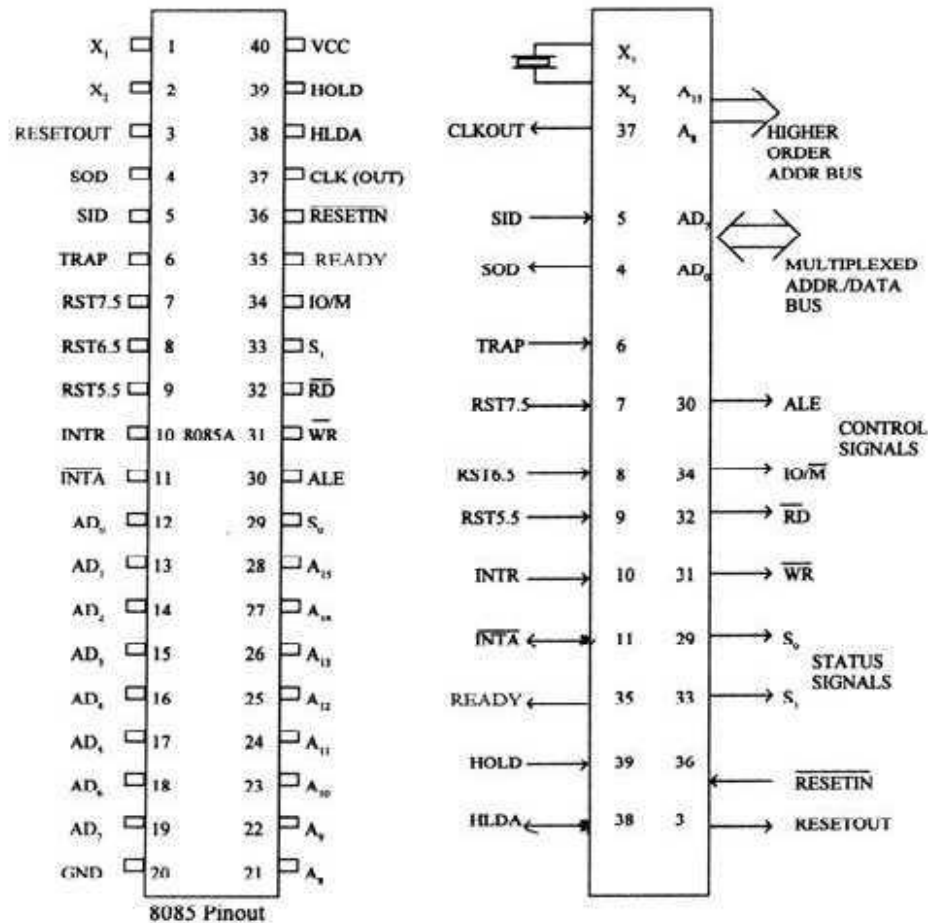 X₁ 1 40 VCC
X₂ 2 39 HOLD
RESETOUT 3 38 HLDA
SOD 4 37 CLK (OUT)
SID 5 36 RESETIN
TRAP 6 35 READY
RST7.5 7 34 IO/M
RST6.5 8 33 S₁
RST5.5 9 32 RD
INTR 10 8085A 31 WR
INTA 11 30 ALE
AD₀ 12 29 S₀
13 28 A₁₅
AD₂ 14 27
AD₃ 15 26 A₁₃
16 25 A₁₂
17 24 A₁₁
AD₆ 18 23 A₁₀
AD₇ 19 22 A₉
GND 20 21 A₈
8085 Pinout
X₁
X₂ A₁₅
CLKOUT 37 A₈
HIGHER
ORDER
ADDR BUS
SID 5 AD₇
SOD 4 AD₀
MULTIPLEXED
ADDR./DATA
BUS
TRAP 6
RST7.5 7 30 ALE
CONTROL
SIGNALS
RST6.5 8 34 IO/M
RST5.5 9 32 RD
INTR 10 31 WR
INTA 11 29 S₀
STATUS
SIGNALS
READY 35 33 S₁
HOLD 39 36
RESETIN
HLDA 38 3 RESETOUT